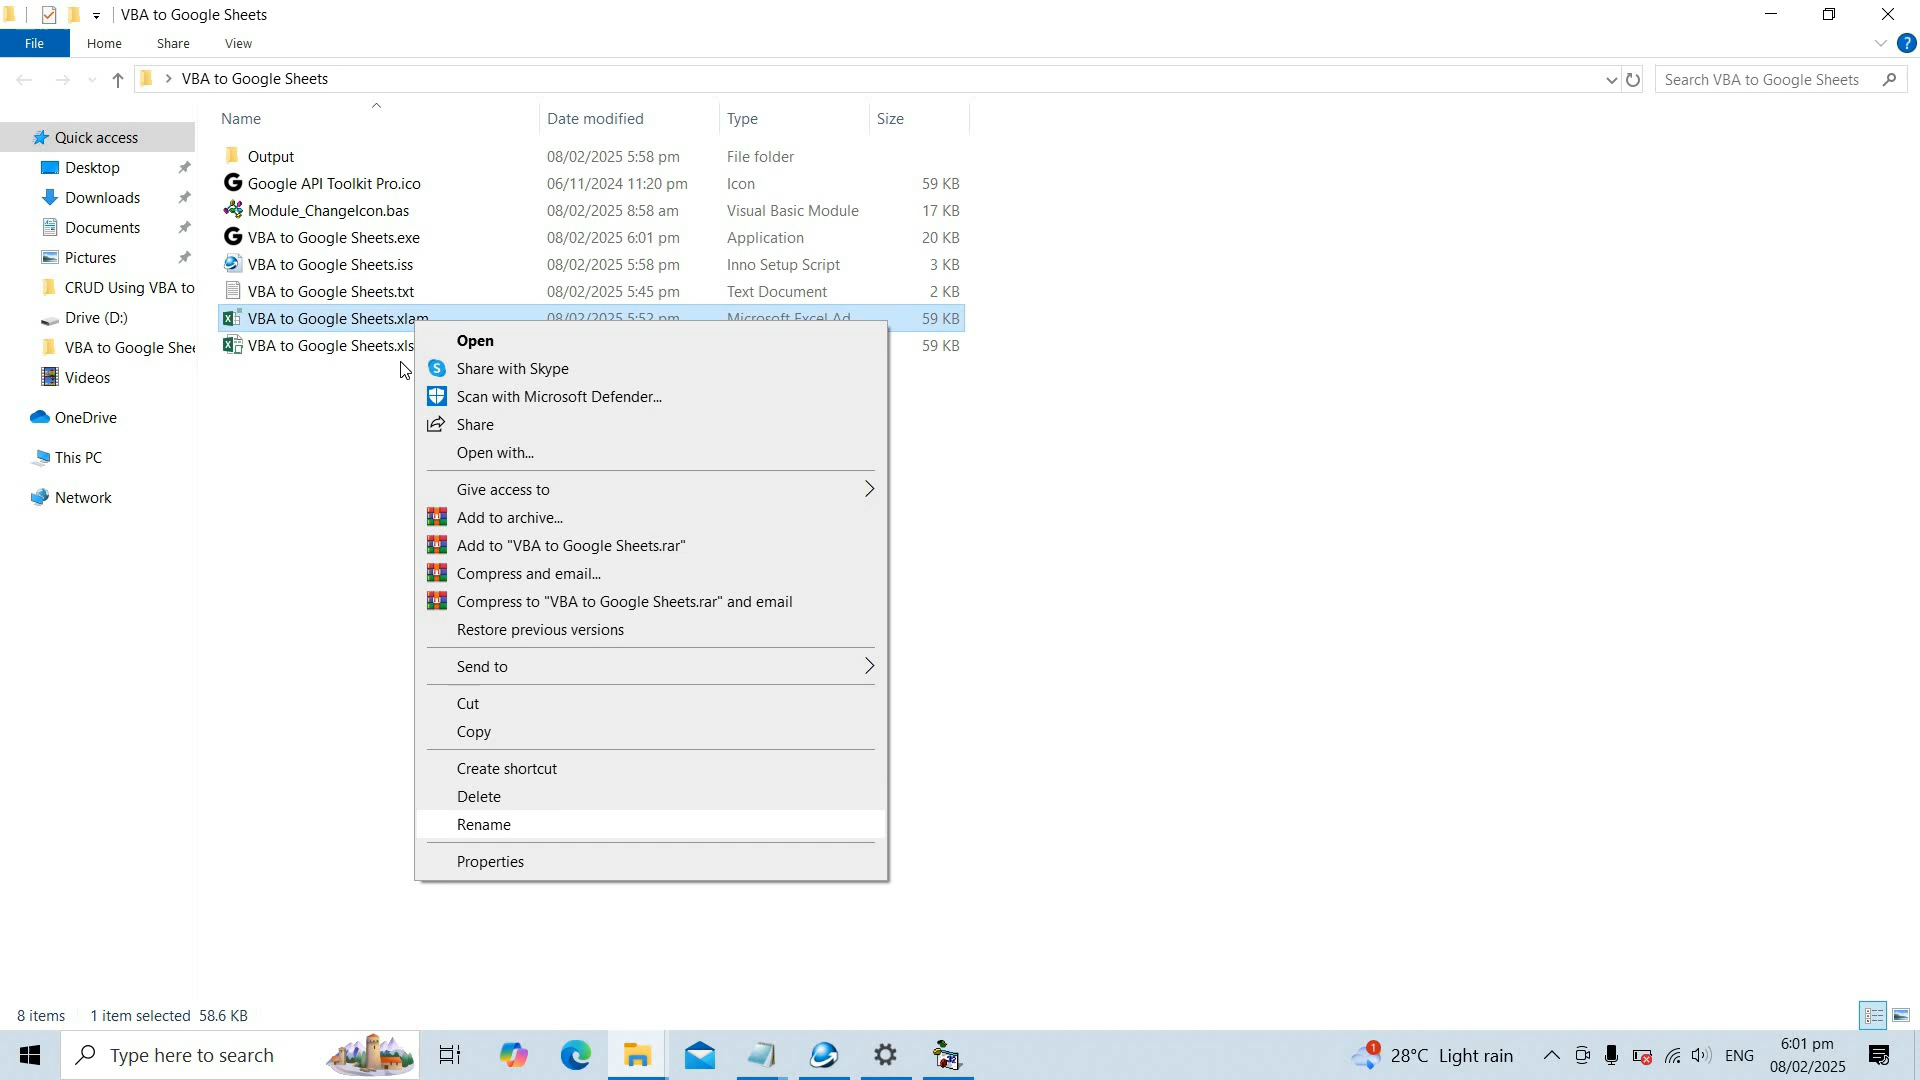 VBA to Google Sheets
File Home Share View
VBA to Google Sheets
Search VBA to Google Sheets
Name Date modified Type Size
Quick access
Desktop
Downloads
Documents
Pictures
CRUD Using VBA to
Drive (D:)
VBA to Google Shee
Videos
OneDrive
This PC
Network
Output 08/02/2025 5:58 pm File folder
Google API Toolkit Pro.ico 06/11/2024 11:20 pm Icon 59 KB
Module_ChangeIcon.bas 08/02/2025 8:58 am Visual Basic Module 17 KB
VBA to Google Sheets.exe 08/02/2025 6:01 pm Application 20 KB
VBA to Google Sheets.iss 08/02/2025 5:58 pm Inno Setup Script 3 KB
VBA to Google Sheets.txt 08/02/2025 5:45 pm Text Document 2 KB
VBA to Google Sheets.xlam 08/02/2025 5:52 pm Microsoft Excel Ad 59 KB
VBA to Google Sheets.xls 59 KB
Open
Share with Skype
Scan with Microsoft Defender...
Share
Open with...
Give access to
Add to archive...
Add to "VBA to Google Sheets.rar"
Compress and email...
Compress to "VBA to Google Sheets.rar" and email
Restore previous versions
Send to
Cut
Copy
Create shortcut
Delete
Rename
Properties
8 items 1 item selected 58.6 KB
Type here to search
1
28°C Light rain
ENG
6:01 pm
08/02/2025